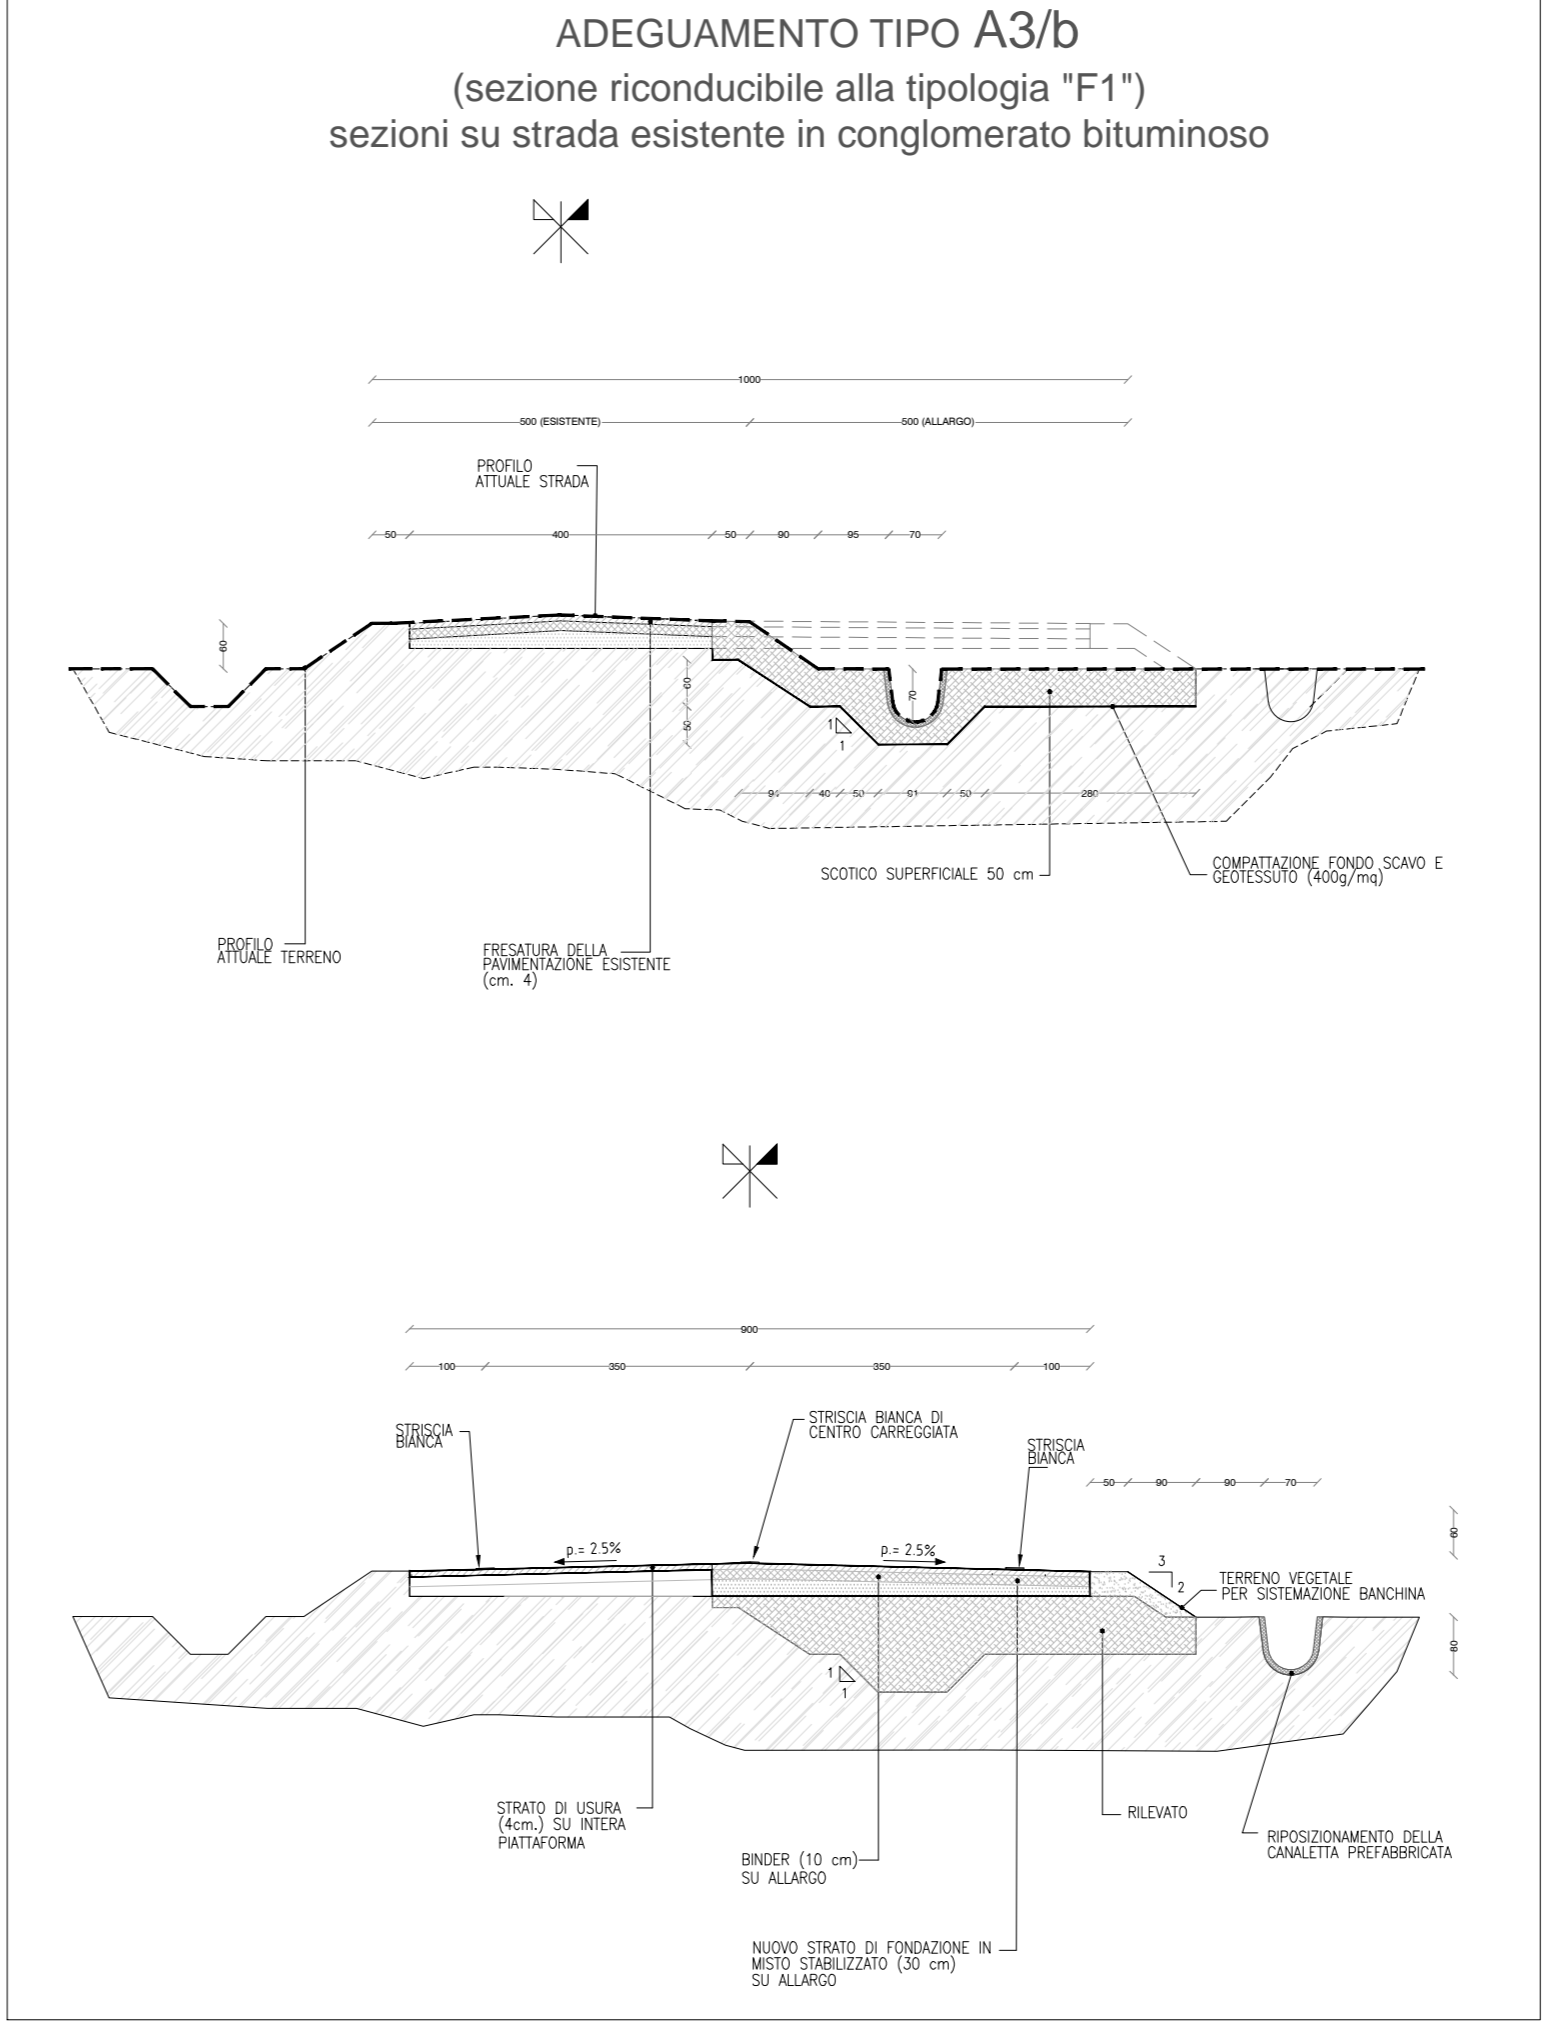 ADEGUAMENTO TIPO A3/b
(sezione riconducibile alla tipologia "F1")
sezioni su strada esistente in conglomerato bituminoso
1000
500 (ESISTENTE)
500 (ALLARGO)
PROFILO
ATTUALE STRADA
50
400
50
90
95
70
60
60
50
70
1
1
40
50
50
280
SCOTICO SUPERFICIALE 50 cm
COMPATTAZIONE FONDO SCAVO E
GEOTESSUTO (400g/mq)
PROFILO
ATTUALE TERRENO
FRESATURA DELLA
PAVIMENTAZIONE ESISTENTE
(cm. 4)
900
100
350
350
100
STRISCIA
BIANCA
STRISCIA BIANCA DI
CENTRO CARREGGIATA
STRISCIA
BIANCA
50
90
90
70
60
p.= 2.5%
p.= 2.5%
3
2
TERRENO VEGETALE
PER SISTEMAZIONE BANCHINA
80
1
1
STRATO DI USURA
(4cm.) SU INTERA
PIATTAFORMA
RILEVATO
RIPOSIZIONAMENTO DELLA
CANALETTA PREFABBRICATA
BINDER (10 cm)
SU ALLARGO
NUOVO STRATO DI FONDAZIONE IN
MISTO STABILIZZATO (30 cm)
SU ALLARGO